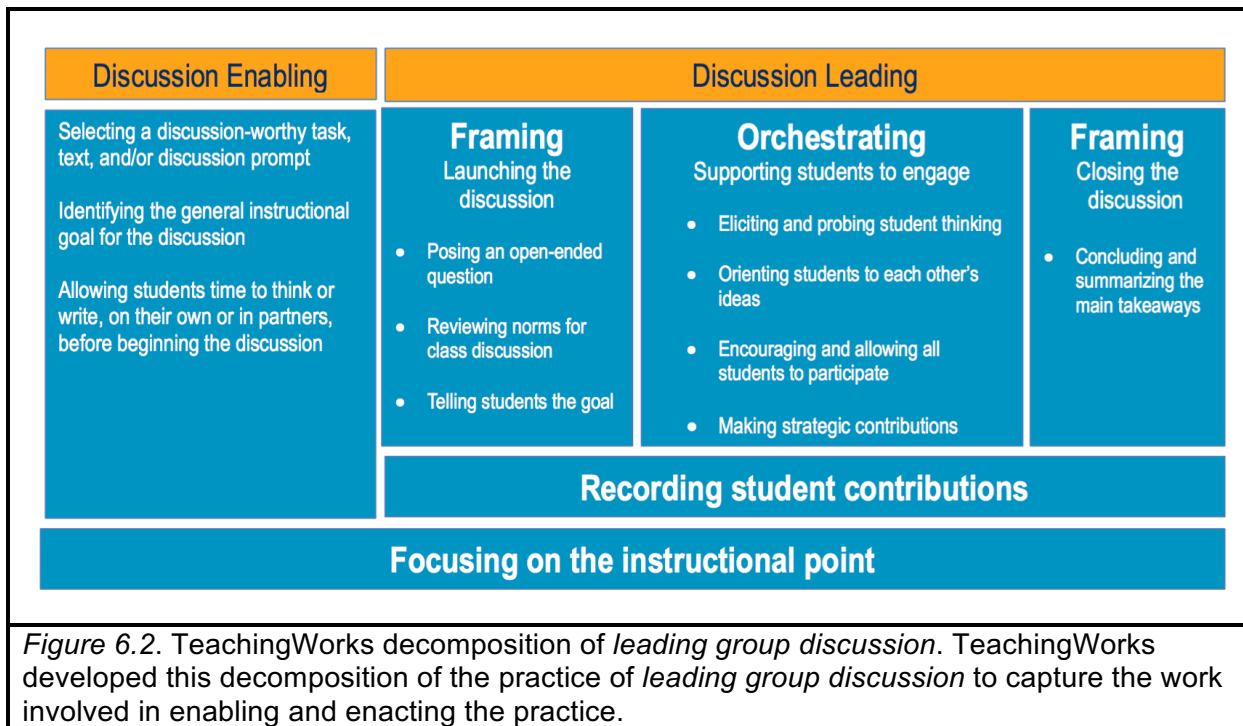 Discussion Enabling
Discussion Leading
Selecting a discussion-worthy task,
text, and/or discussion prompt
Identifying the general instructional
goal for the discussion
Allowing students time to think or
write, on their own or in partners,
before beginning the discussion
Framing
Launching the
discussion
• Posing an open-ended
question
• Reviewing norms for
class discussion
• Telling students the goal
Orchestrating
Supporting students to engage
• Eliciting and probing student thinking
• Orienting students to each other's
ideas
• Encouraging and allowing all
students to participate
• Making strategic contributions
Framing
Closing the
discussion
• Concluding and
summarizing the
main takeaways
Recording student contributions
Focusing on the instructional point
Figure 6.2. TeachingWorks decomposition of leading group discussion. TeachingWorks
developed this decomposition of the practice of leading group discussion to capture the work
involved in enabling and enacting the practice.